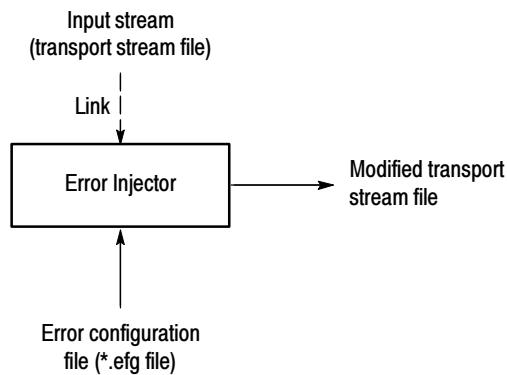 Input stream
(transport stream file)
Link
Error Injector
Modified transport
stream file
Error configuration
file (*.efg file)